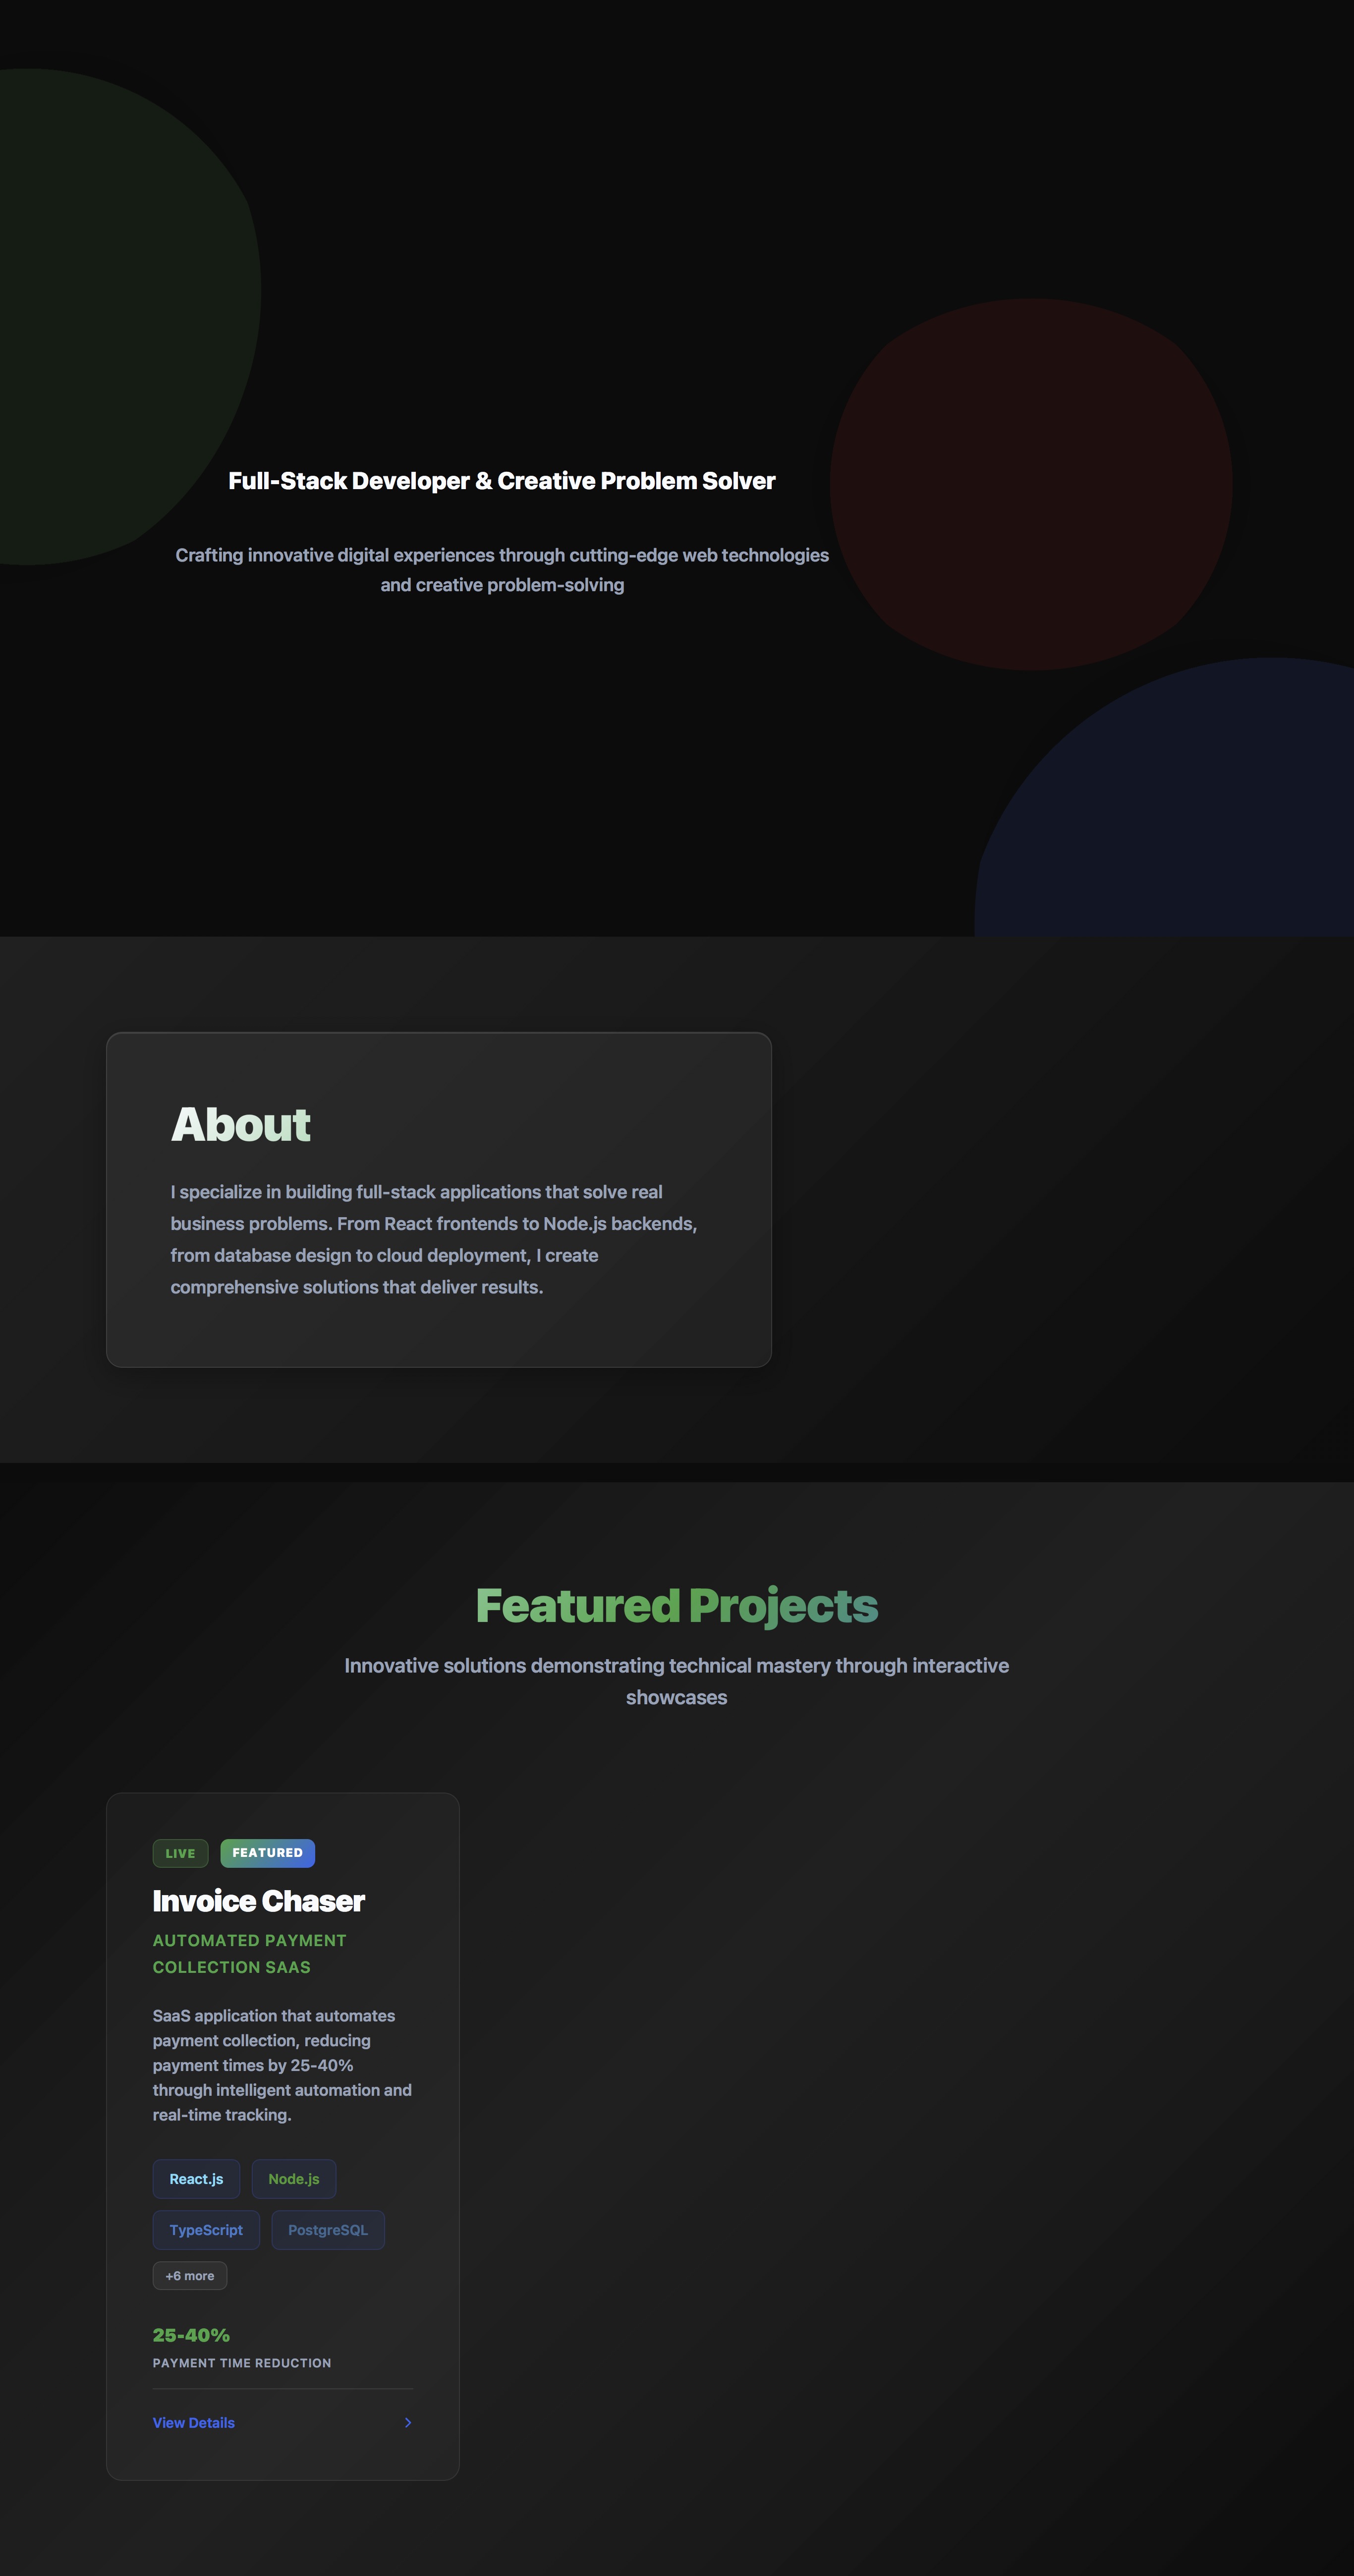 Full-Stack Developer & Creative Problem Solver
Crafting innovative digital experiences through cutting-edge web technologies
and creative problem-solving
About
I specialize in building full-stack applications that solve real
business problems. From React frontends to Node.js backends,
from database design to cloud deployment, I create
comprehensive solutions that deliver results.
Featured Projects
Innovative solutions demonstrating technical mastery through interactive
showcases
LIVE FEATURED
Invoice Chaser
AUTOMATED PAYMENT
COLLECTION SAAS
SaaS application that automates
payment collection, reducing
payment times by 25-40%
through intelligent automation and
real-time tracking.
React.js Node.js
TypeScript PostgreSQL
+6 more
25-40%
PAYMENT TIME REDUCTION
View Details